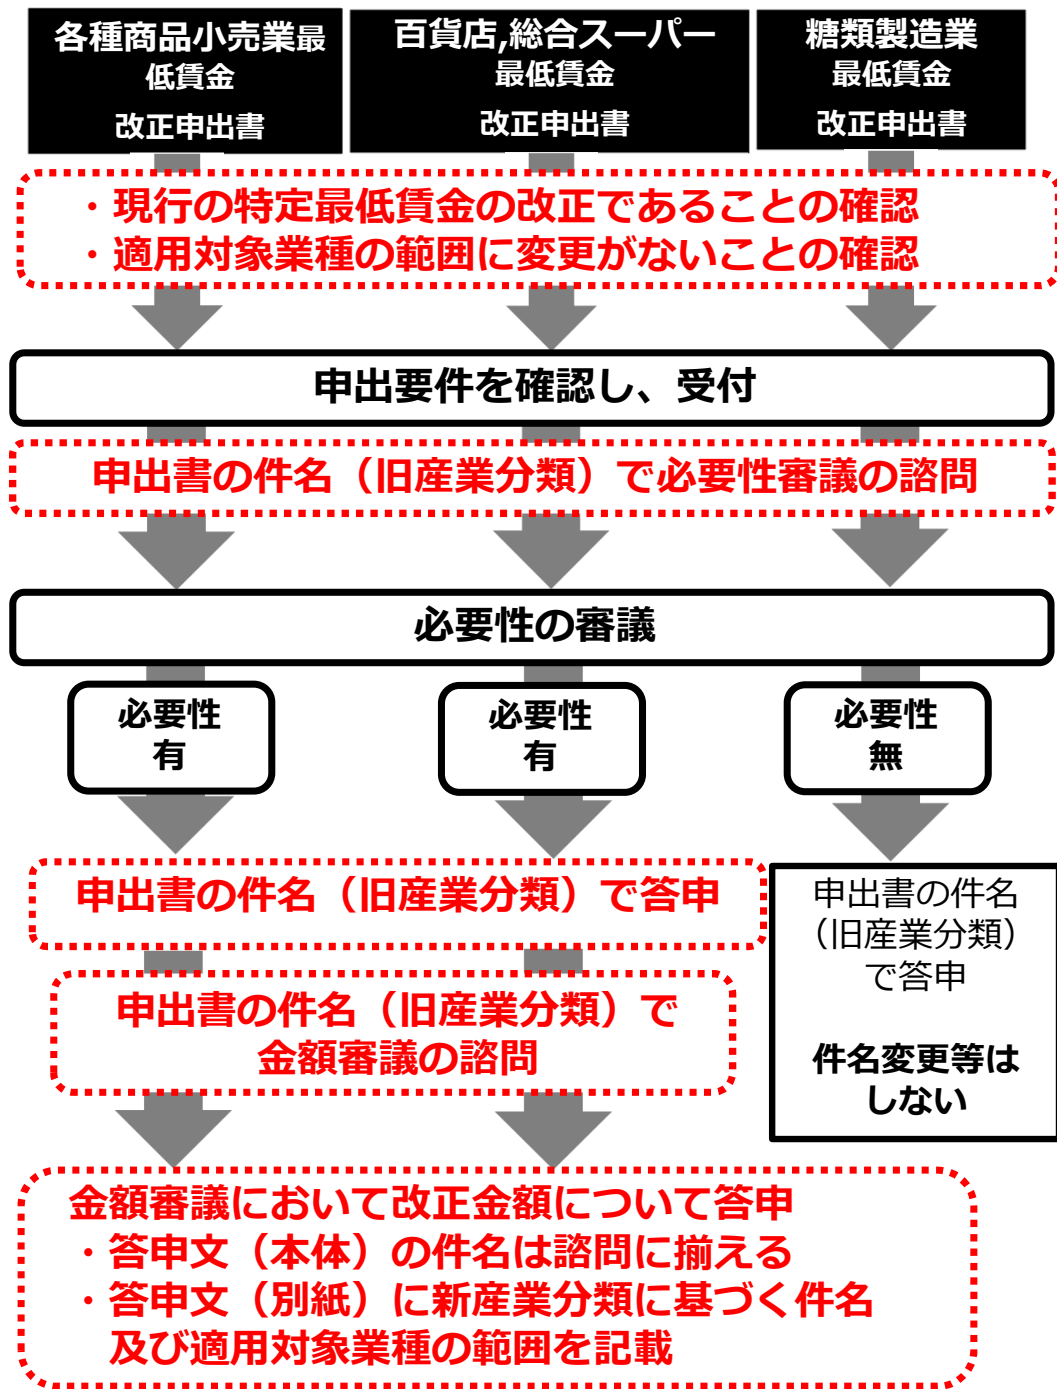 各種商品小売業最
低賃金
改正申出書
百貨店,総合スーパー
最低賃金
改正申出書
糖類製造業
最低賃金
改正申出書
・現行の特定最低賃金の改正であることの確認
・適用対象業種の範囲に変更がないことの確認
申出要件を確認し、受付
申出書の件名（旧産業分類）で必要性審議の諮問
必要性の審議
必要性
有
必要性
有
必要性
無
申出書の件名（旧産業分類）で答申
申出書の件名（旧産業分類）で
金額審議の諮問
申出書の件名
（旧産業分類）
で答申
件名変更等は
しない
金額審議において改正金額について答申
・答申文（本体）の件名は諮問に揃える
・答申文（別紙）に新産業分類に基づく件名
及び適用対象業種の範囲を記載